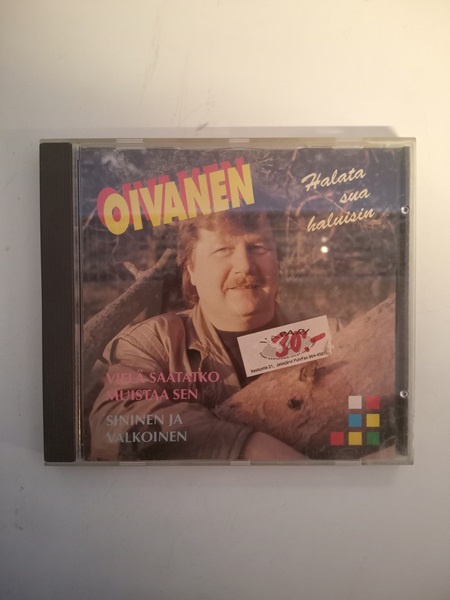 OIVANEN
Halata
sua
haluisin
30,-
VIELÄ SAATATKO
MUISTAA SEN
SININEN JA
VALKOINEN